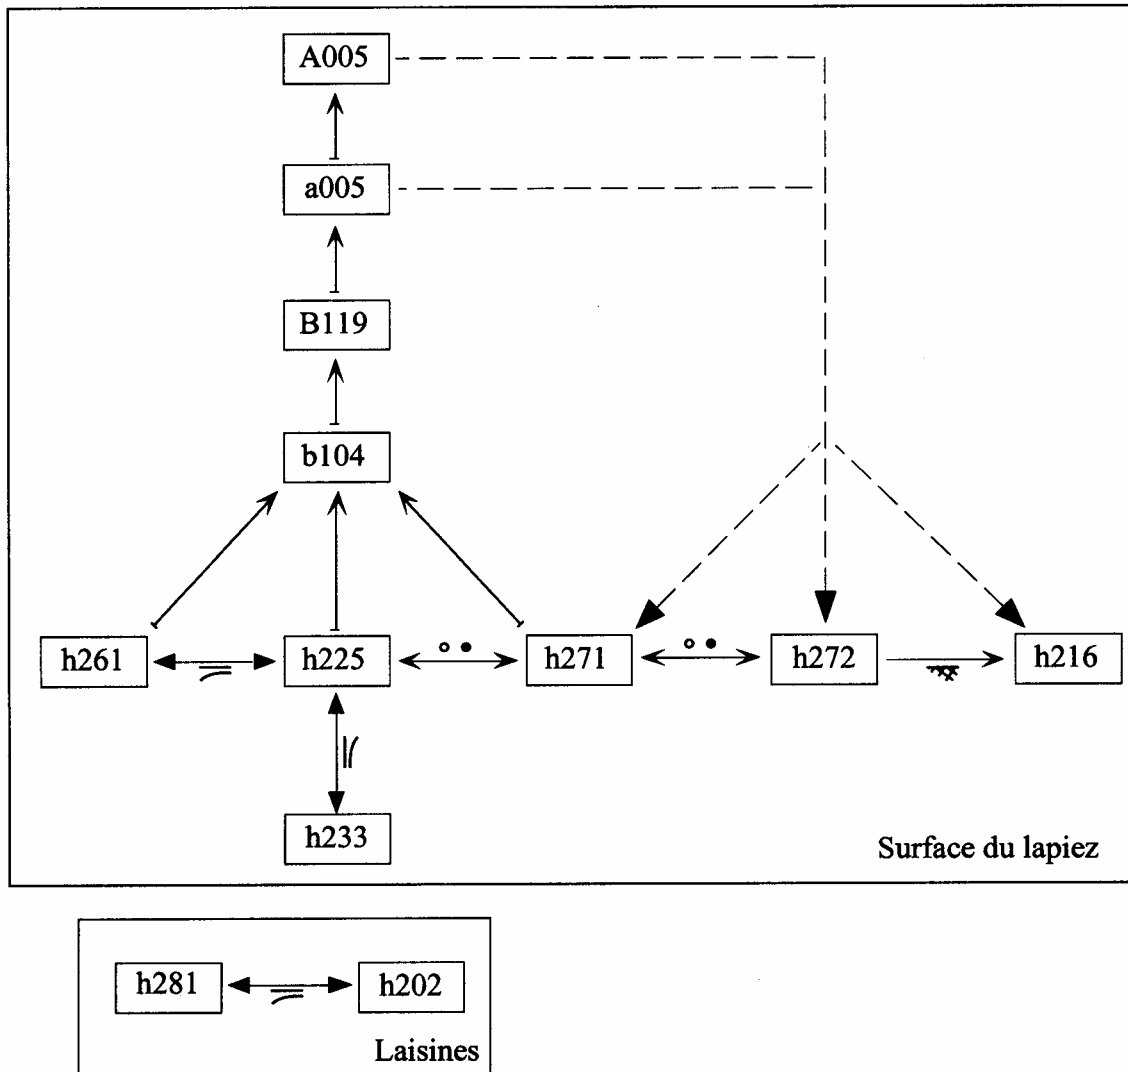 A005
a005
B119
b104
h261
h225
h271
h272
h216
h233
Surface du lapiez
h281
h202
Laisines